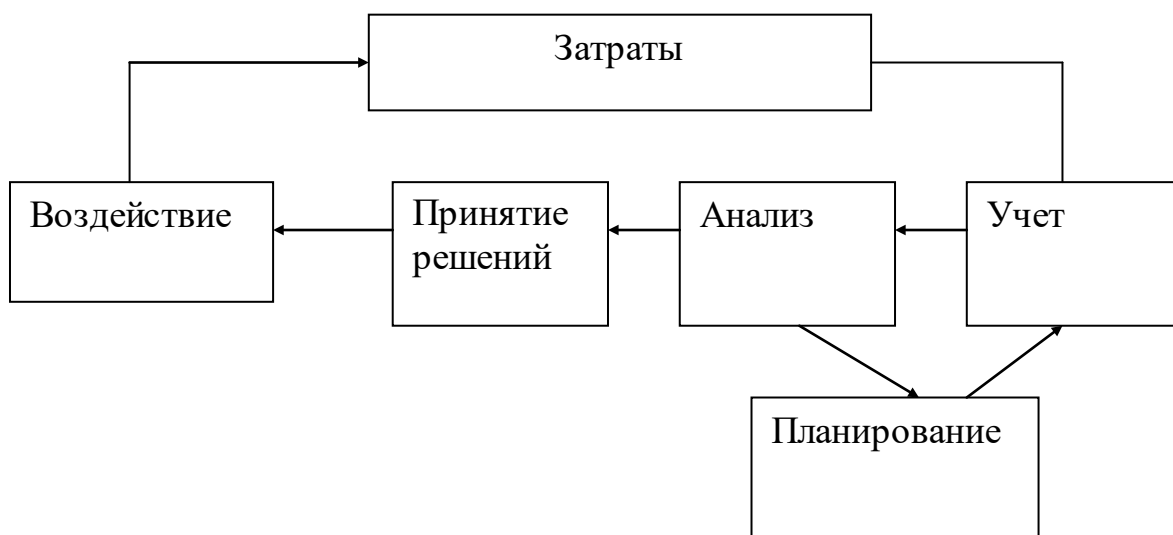 Затраты
Воздействие
Принятие
решений
Анализ
Учет
Планирование